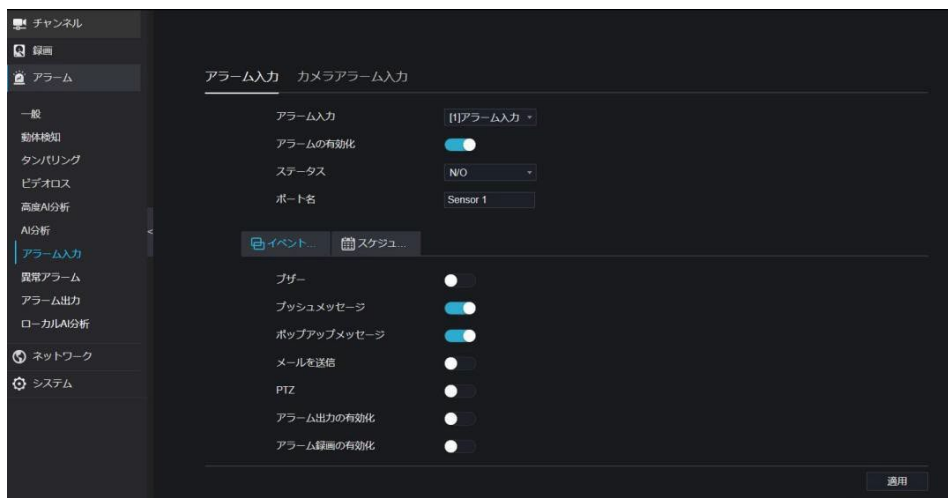 チャンネル
録画
アラーム
一般
動体検知
タンパリング
ビデオロス
高度AI分析
AI分析
アラーム入力
異常アラーム
アラーム出力
ローカルAI分析
ネットワーク
システム
アラーム入力 カメラアラーム入力
アラーム入力 [1]アラーム入力
アラームの有効化
ステータス N/O
ポート名 Sensor 1
イベント... スケジュ...
ブザー
プッシュメッセージ
ポップアップメッセージ
メールを送信
PTZ
アラーム出力の有効化
アラーム録画の有効化
適用